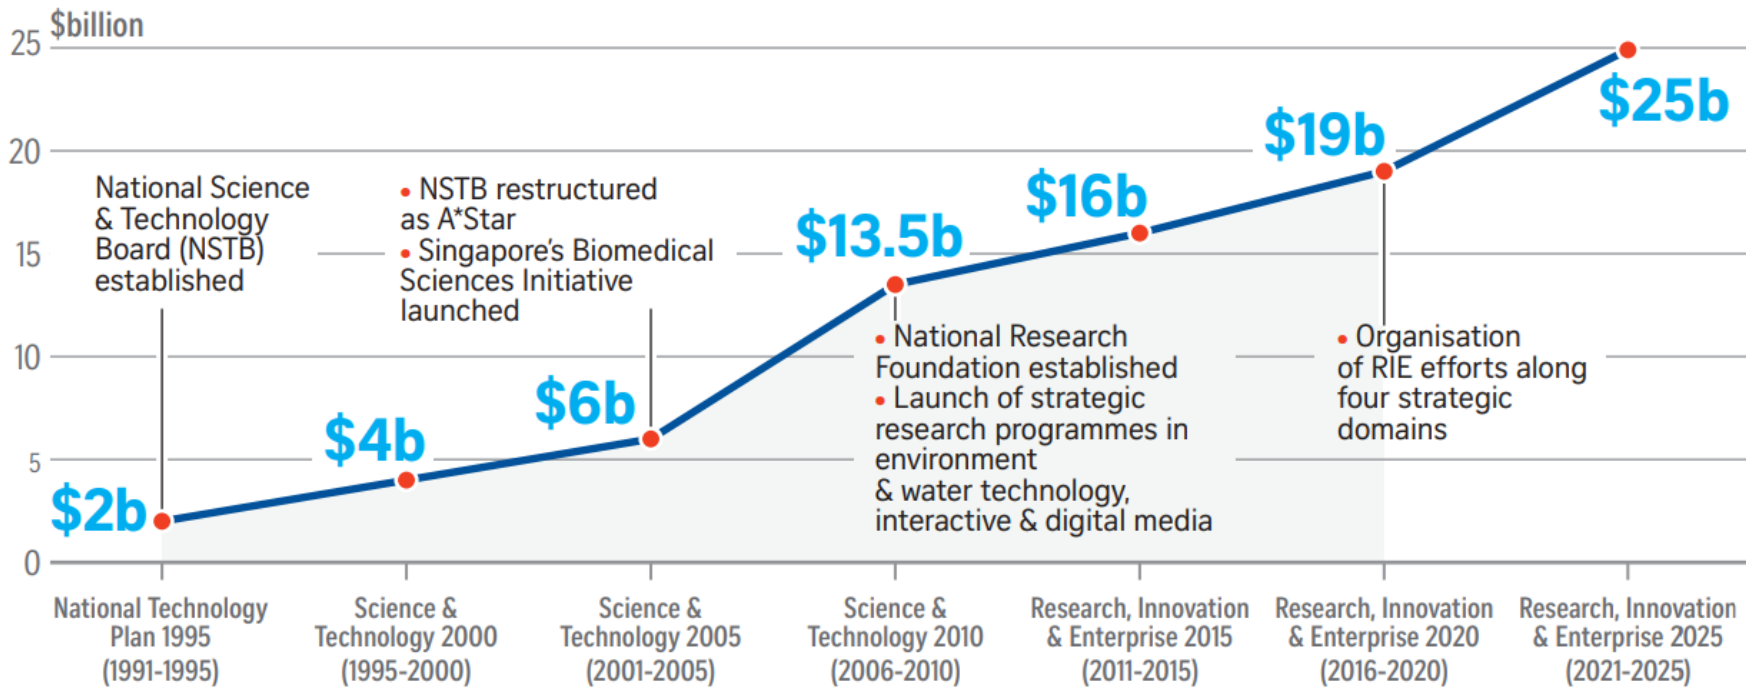 $billion
25
20
15
10
5
0
$2b
$4b
$6b
$13.5b
$16b
$19b
$25b
National Science
& Technology
Board (NSTB)
established
• NSTB restructured
as A*Star
• Singapore's Biomedical
Sciences Initiative
launched
• National Research
Foundation established
• Launch of strategic
research programmes in
environment
& water technology,
interactive & digital media
• Organisation
of RIE efforts along
four strategic
domains
National Technology
Plan 1995
(1991-1995)
Science &
Technology 2000
(1995-2000)
Science &
Technology 2005
(2001-2005)
Science &
Technology 2010
(2006-2010)
Research, Innovation
& Enterprise 2015
(2011-2015)
Research, Innovation
& Enterprise 2020
(2016-2020)
Research, Innovation
& Enterprise 2025
(2021-2025)